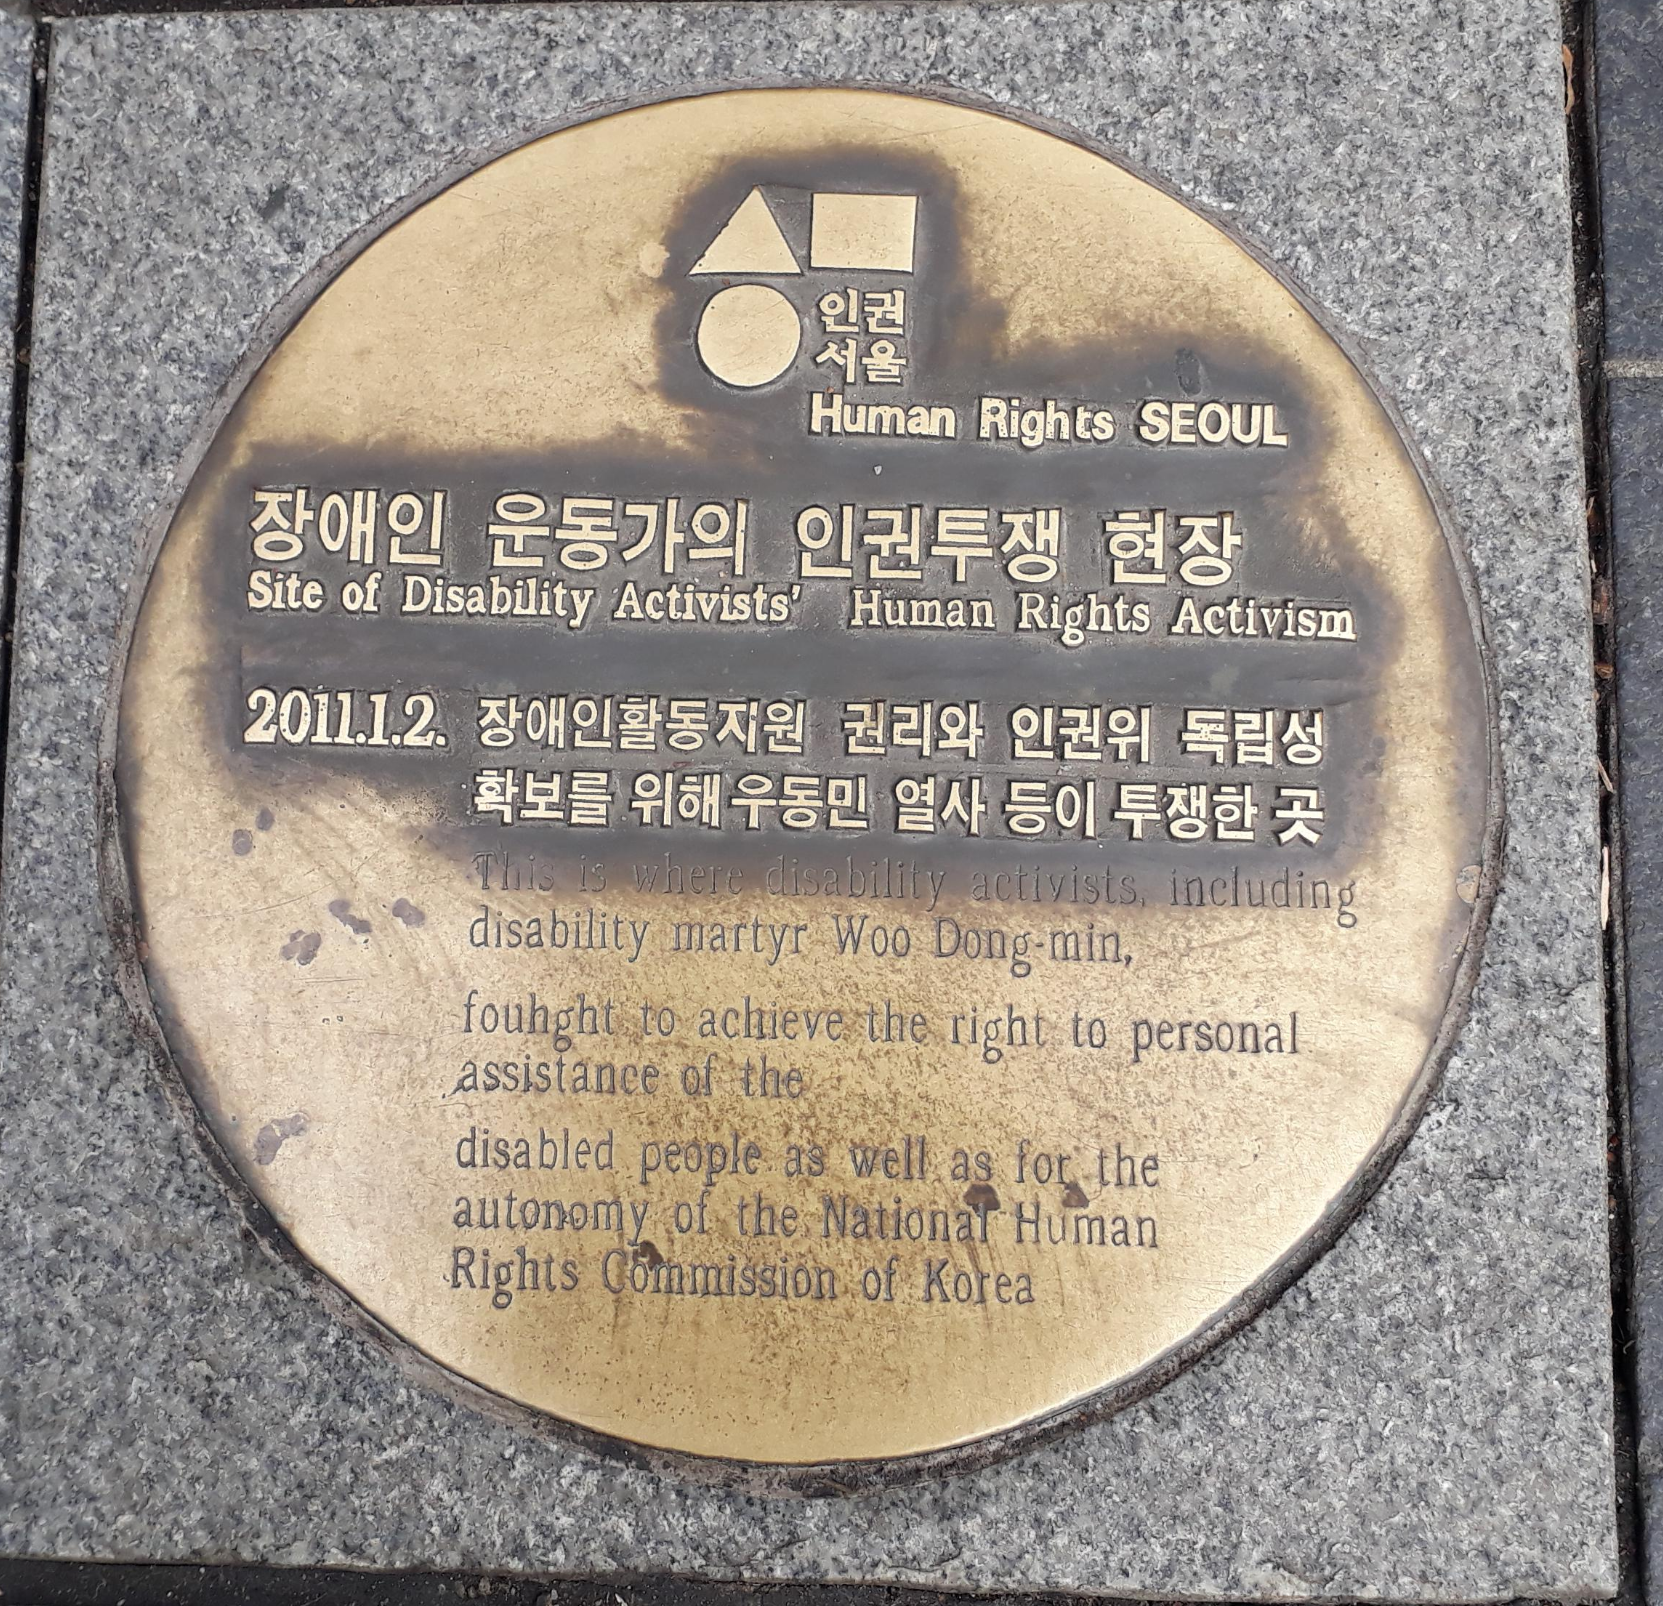 인권
서울
Human Rights SEOUL
장애인 운동가의 인권투쟁 현장
Site of Disability Activists' Human Rights Activism
2011.1.2. 장애인활동지원 권리와 인권위 독립성
확보를 위해 우동민 열사 등이 투쟁한 곳
This is where disability activists, including
disability martyr Woo Dong-min,
fouhght to achieve the right to personal
assistance of the
disabled people as well as for the
autonomy of the National Human
Rights Commission of Korea